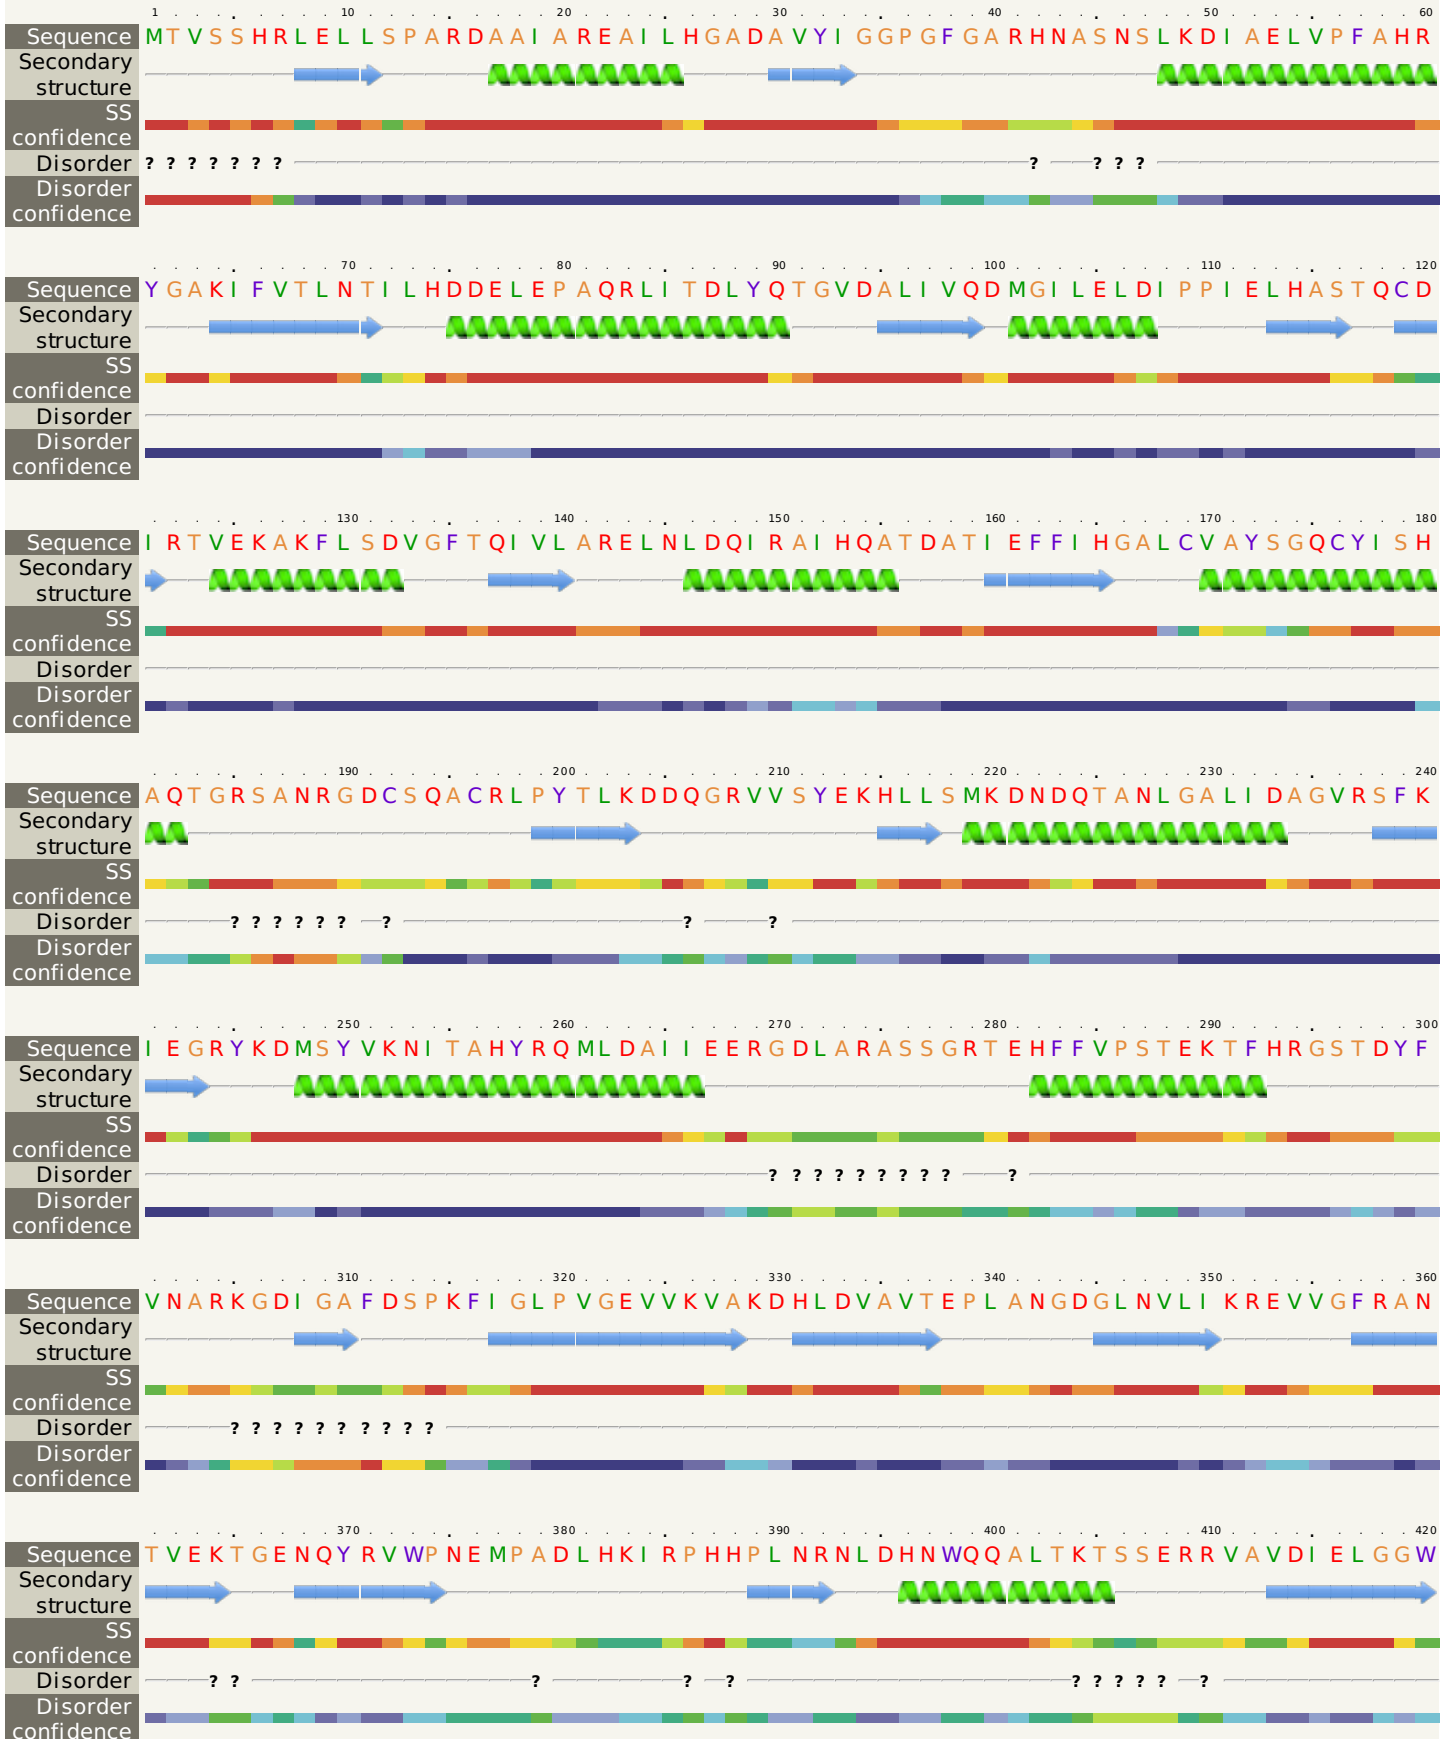 1 10 20 30 40 50 60
Sequence MTVSSHRLELLSPARDAAIAREAILHGADAVYIGGPGFGARHNASNSLKDIAELVPFAHR
Secondary
structure
SS
confidence
Disorder ? ? ? ? ? ? ? ? ? ? ?
Disorder
confidence
70 80 90 100 110 120
Sequence YGAKIFVTLNTILHDDELEPAQRLITDLYQTGVDALIVQDMGILELDIPPIELHASTQCD
Secondary
structure
SS
confidence
Disorder
Disorder
confidence
130 140 150 160 170 180
Sequence IRTVEKAKFLSDVGFTQIVLARELNLDQIRAIHQATDATIEFFIHGALCVAYSGQCYISH
Secondary
structure
SS
confidence
Disorder
Disorder
confidence
190 200 210 220 230 240
Sequence AQTGRSANRGDCSQACRLPYTLKDDQGRVVSYEKHLLSMKDNDQTANLGALIDAGVRSFK
Secondary
structure
SS
confidence
Disorder ? ? ? ? ? ? ? ? ?
Disorder
confidence
250 260 270 280 290 300
Sequence IEGRYKDMSYVKNITAHYRQMLDAIIEERGDLARASSGRTEHFFVPSTEKTFHRGSTDYF
Secondary
structure
SS
confidence
Disorder ? ? ? ? ? ? ? ? ? ?
Disorder
confidence
310 320 330 340 350 360
Sequence VNARKGDIGAFDSPKFIGLPVGEVVKVAKDHLDVAVTEPLANGDGLNVLIKREVVGFRAN
Secondary
structure
SS
confidence
Disorder ? ? ? ? ? ? ? ? ? ?
Disorder
confidence
370 380 390 400 410 420
Sequence TVEKTGENQYRVWPNEMPADLHKIRPHHPLNRNLDHNWQQALTKTSSERRVAVDIELGGW
Secondary
structure
SS
confidence
Disorder ? ? ? ? ? ? ? ? ? ? ?
Disorder
confidence